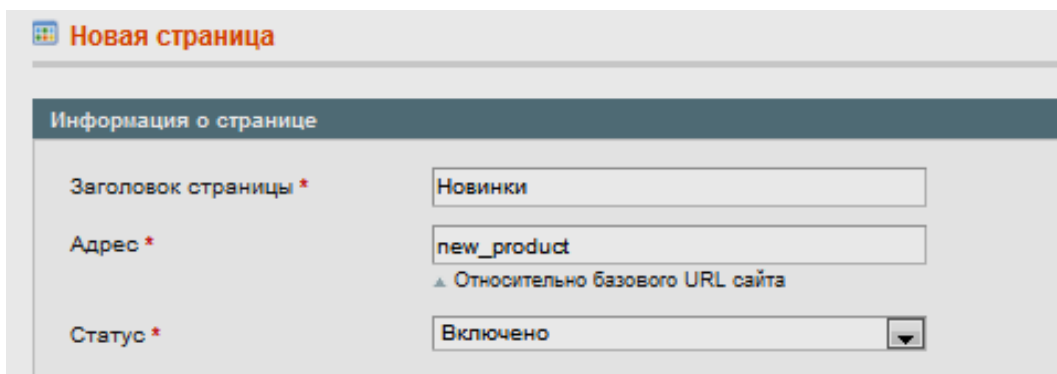 Новая страница
Информация о странице
Заголовок страницы * Новинки
Адрес * new_product
Относительно базового URL сайта
Статус * Включено